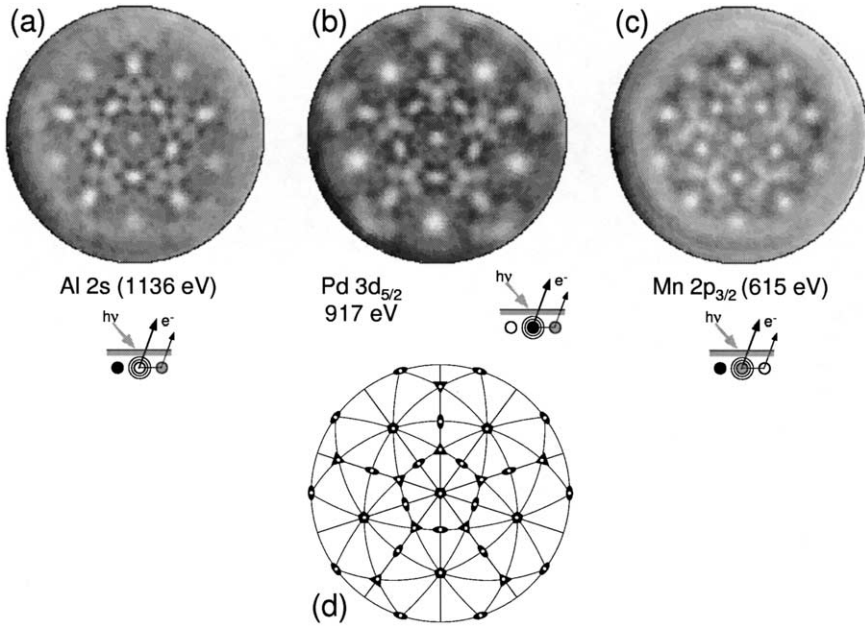 (a)
(b)
(c)
Al 2s (1136 eV)
Pd 3d5/2
917 eV
Mn 2p3/2 (615 eV)
hν
e-
hν
e-
hν
e-
(d)